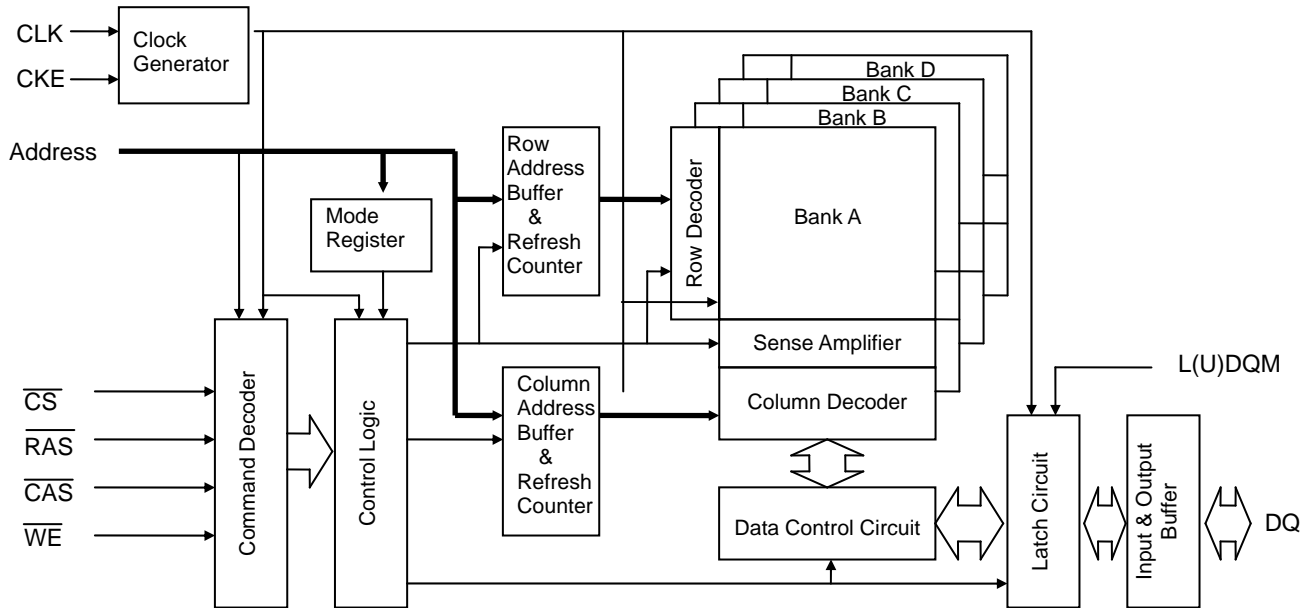 CLK
CKE
Clock
Generator
Address
Mode
Register
Row
Address
Buffer
&
Refresh
Counter
Bank D
Bank C
Bank B
Bank A
Row Decoder
Sense Amplifier
Column Decoder
Column
Address
Buffer
&
Refresh
Counter
CS
RAS
CAS
WE
Command Decoder
Control Logic
Data Control Circuit
L(U)DQM
Latch Circuit
Input & Output
Buffer
DQ